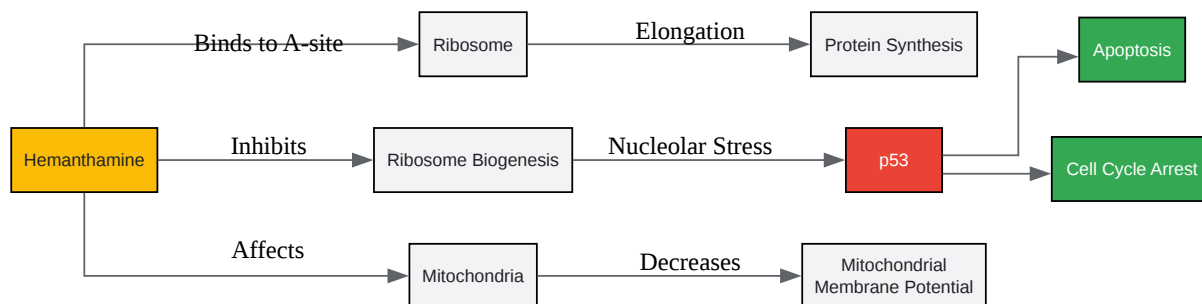 Binds to A-site
Ribosome
Elongation
Protein Synthesis
Apoptosis
Hemanthamine
Inhibits
Ribosome Biogenesis
Nucleolar Stress
p53
Cell Cycle Arrest
Affects
Mitochondria
Decreases
Mitochondrial
Membrane Potential